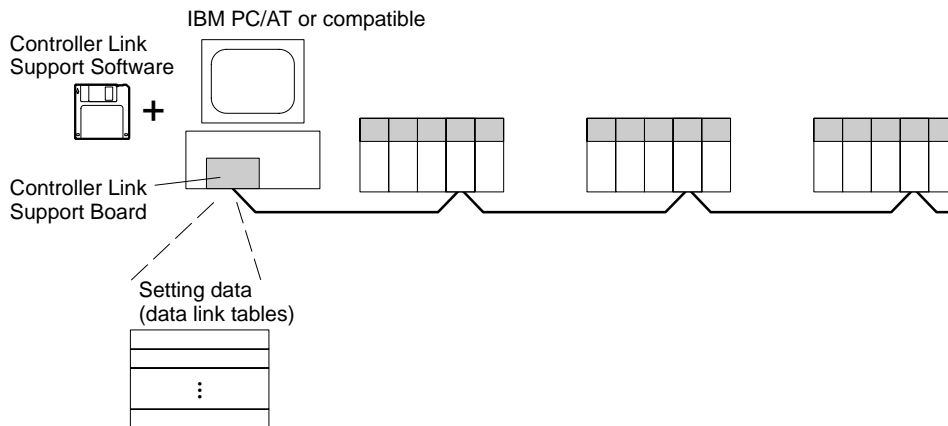 IBM PC/AT or compatible
Controller Link
Support Software
+
Controller Link
Support Board
Setting data
(data link tables)